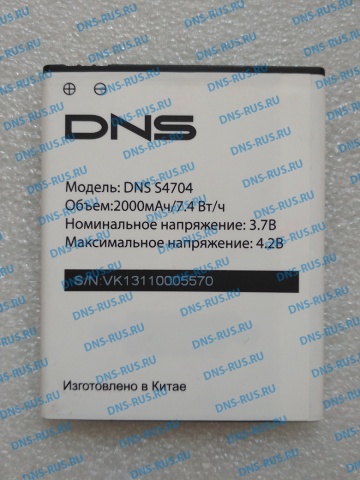 DNS
Модель: DNS S4704
Объем:2000мАч/7.4 Вт/ч
Номинальное напряжение: 3.7В
Максимальное напряжение: 4.2В
S/N:VK13110005570
Изготовлено в Китае
DNS-RUS.RU